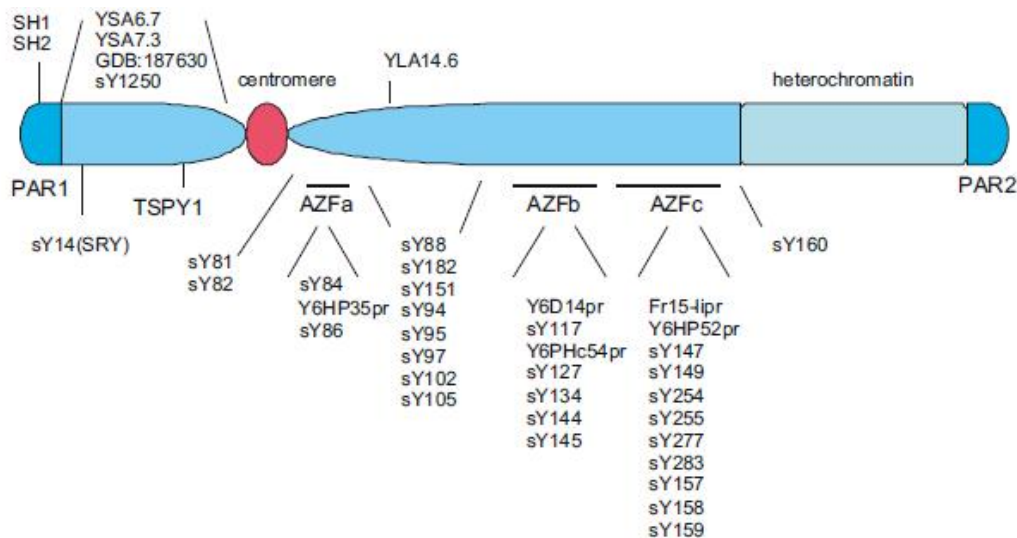 SH1
SH2
YSA6.7
YSA7.3
GDB:187630
sY1250
centromere
YLA14.6
heterochromatin
PAR1
TSPY1
AZFa
AZFb
AZFc
PAR2
sY14(SRY)
sY81
sY82
sY84
Y6HP35pr
sY86
sY88
sY182
sY151
sY94
sY95
sY97
sY102
sY105
Y6D14pr
sY117
Y6PHc54pr
sY127
sY134
sY144
sY145
Fr15-lipr
Y6HP52pr
sY147
sY149
sY254
sY255
sY277
sY283
sY157
sY158
sY159
sY160